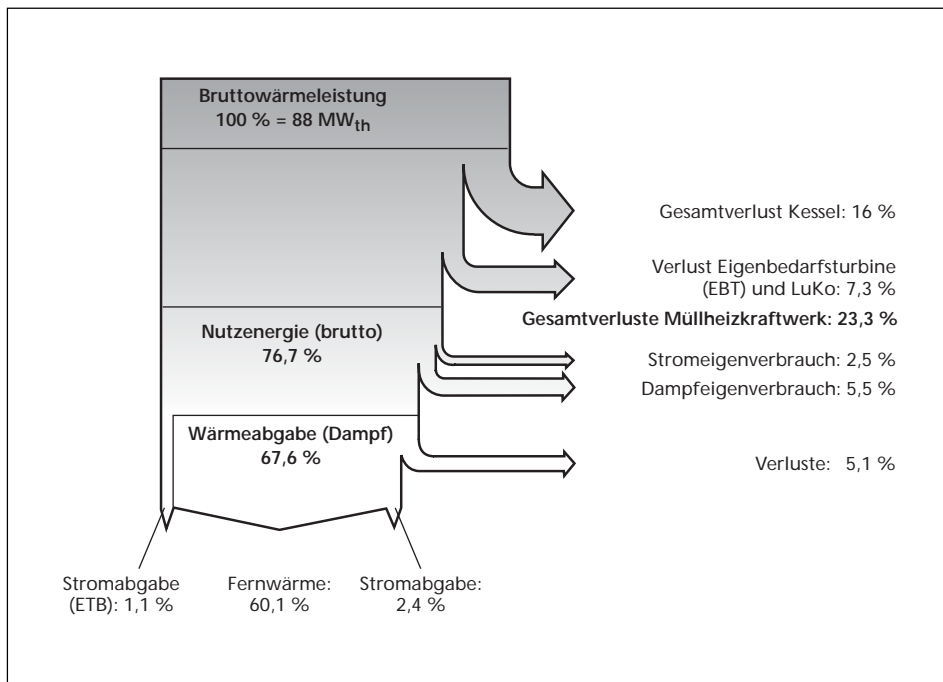 Bruttowärmeleistung
100 % = 88 MWth
Gesamtverlust Kessel: 16 %
Verlust Eigenbedarfsturbine
(EBT) und LuKo: 7,3 %
Gesamtverluste Müllheizkraftwerk: 23,3 %
Nutzenergie (brutto)
76,7 %
Stromeigenverbrauch: 2,5 %
Dampfeigenverbrauch: 5,5 %
Wärmeabgabe (Dampf)
67,6 %
Verluste: 5,1 %
Stromabgabe
(ETB): 1,1 %
Fernwärme:
60,1 %
Stromabgabe:
2,4 %